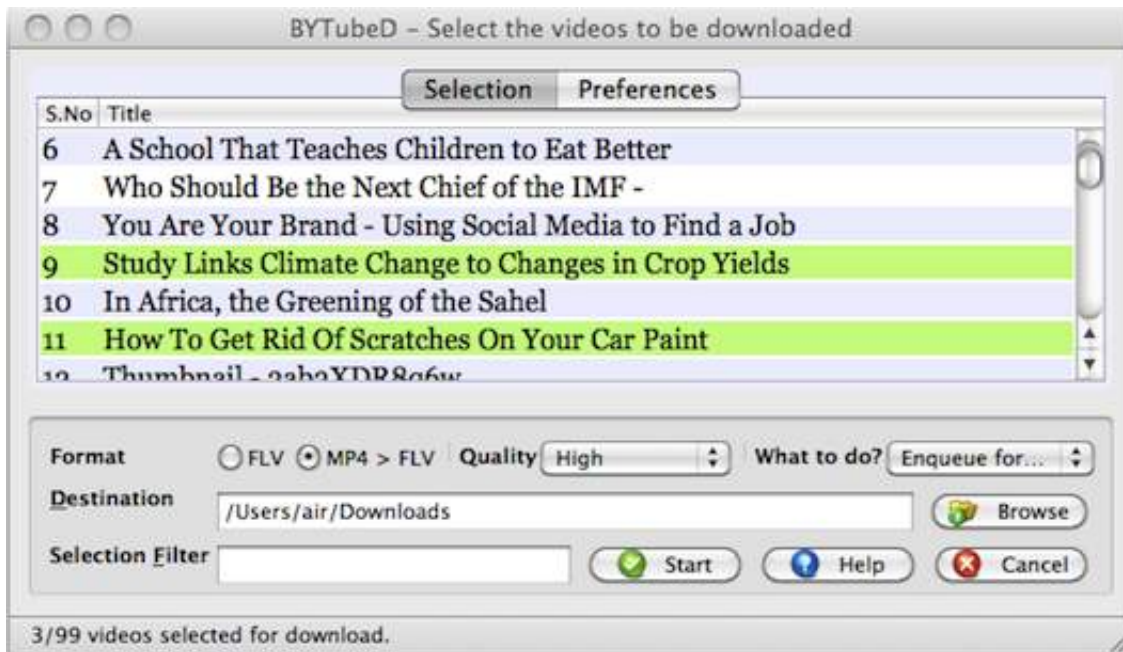 BYTubeD - Select the videos to be downloaded
Selection Preferences
S.No Title
6 A School That Teaches Children to Eat Better
7 Who Should Be the Next Chief of the IMF -
8 You Are Your Brand - Using Social Media to Find a Job
9 Study Links Climate Change to Changes in Crop Yields
10 In Africa, the Greening of the Sahel
11 How To Get Rid Of Scratches On Your Car Paint
12 Thumbnail -
Format FLV MP4 > FLV Quality High What to do? Enqueue for...
Destination /Users/air/Downloads Browse
Selection Filter Start Help Cancel
3/99 videos selected for download.